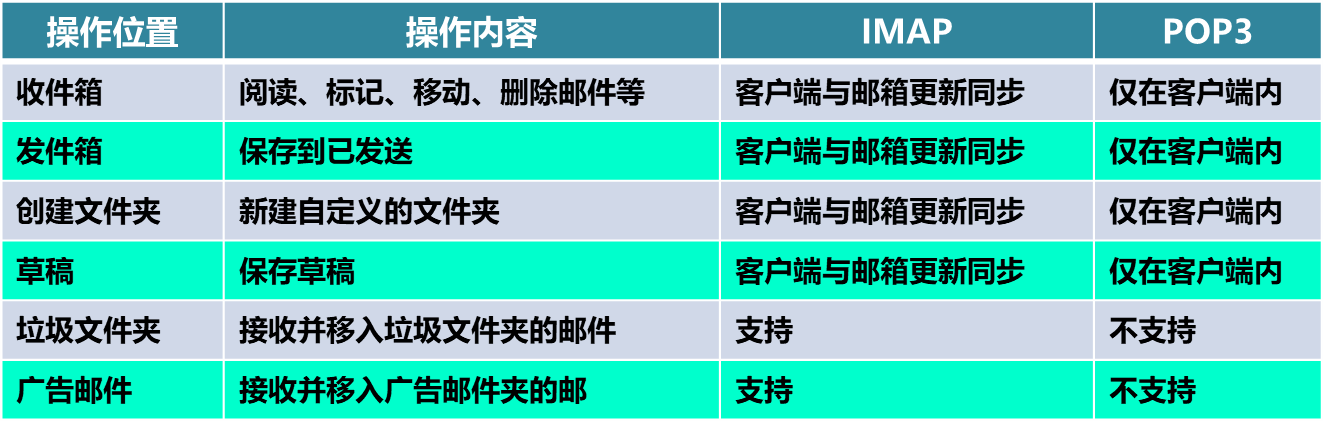 操作位置 操作内容 IMAP POP3
收件箱 阅读、标记、移动、删除邮件等 客户端与邮箱更新同步 仅在客户端内
发件箱 保存到已发送 客户端与邮箱更新同步 仅在客户端内
创建文件夹 新建自定义的文件夹 客户端与邮箱更新同步 仅在客户端内
草稿 保存草稿 客户端与邮箱更新同步 仅在客户端内
垃圾文件夹 接收并移入垃圾文件夹的邮件 支持 不支持
广告邮件 接收并移入广告邮件夹的邮 支持 不支持